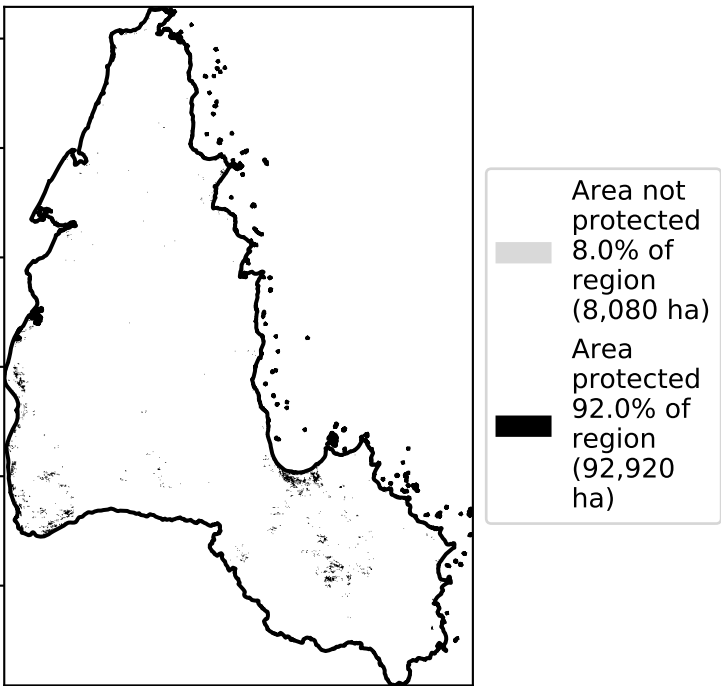 Area not
protected
8.0% of
region
(8,080 ha)
Area
protected
92.0% of
region
(92,920
ha)